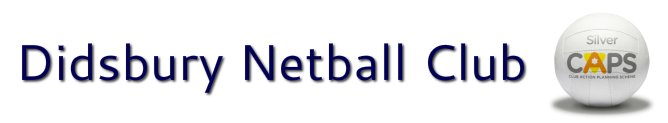 Didsbury Netball Club
Silver
CAPS
CLUB ACTION PLANNING SCHEME